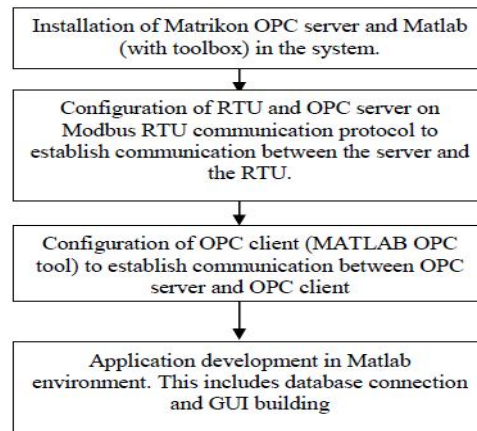 Installation of Matrikon OPC server and Matlab
(with toolbox) in the system.
Configuration of RTU and OPC server on
Modbus RTU communication protocol to
establish communication between the server and
the RTU.
Configuration of OPC client (MATLAB OPC
tool) to establish communication between OPC
server and OPC client
Application development in Matlab
environment. This includes database connection
and GUI building